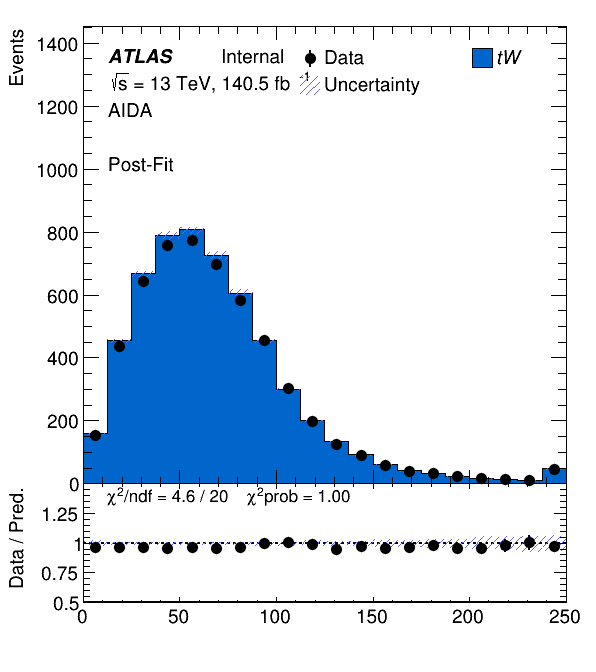 Events
1400
1200
1000
800
600
400
200
0
ATLAS Internal
√s = 13 TeV, 140.5 fb⁻¹
AIDA
Post-Fit
Data
tW
Uncertainty
χ²/ndf = 4.6 / 20 χ²prob = 1.00
Data / Pred.
1.25
1
0.75
0.5
0 50 100 150 200 250